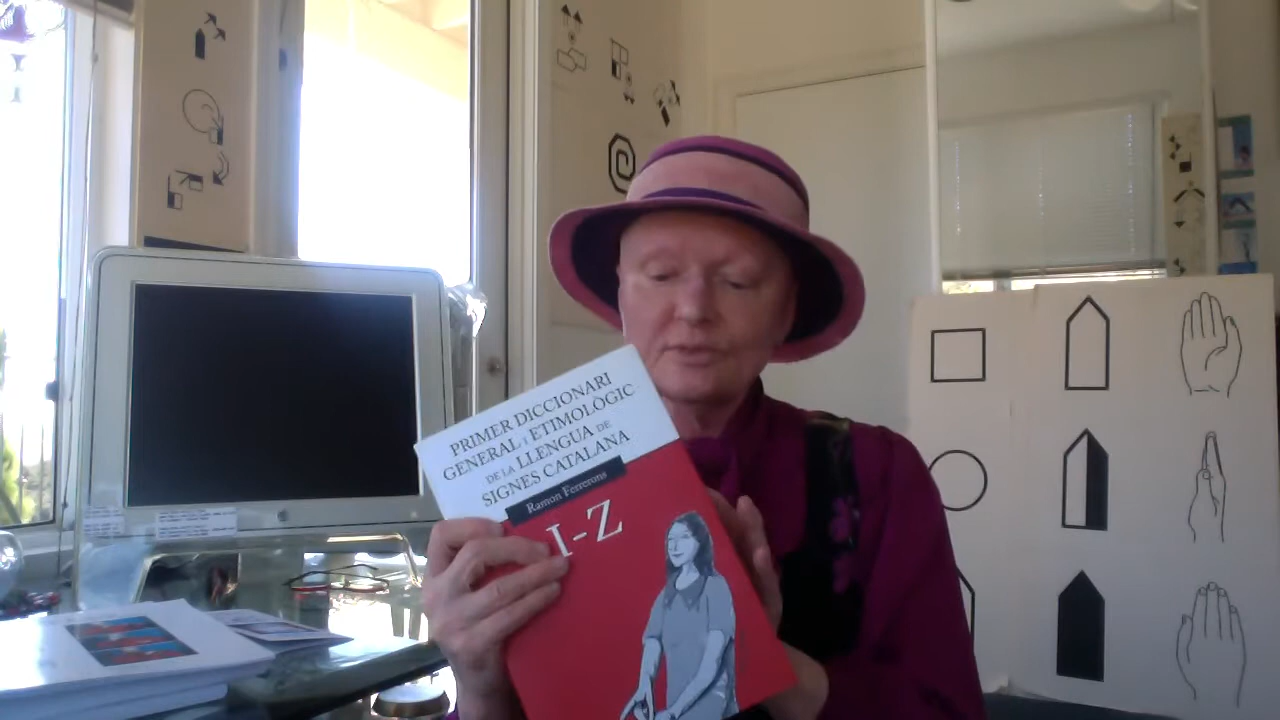 PRIMER DICCIONARI
GENERAL I ETIMOLÒGIC
DE LA LLENGUA DE
SIGNES CATALANA
Ramon Ferrerons
I-Z